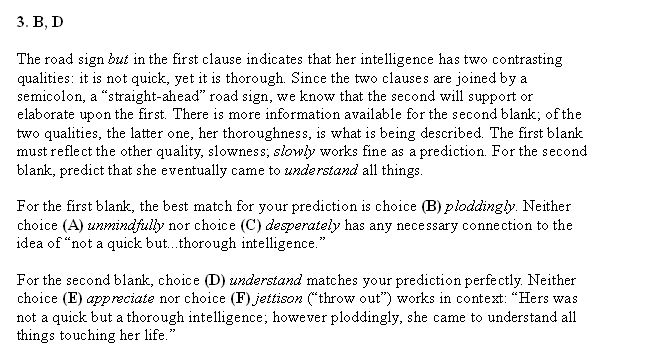 3. B, D
The road sign but in the first clause indicates that her intelligence has two contrasting
qualities: it is not quick, yet it is thorough. Since the two clauses are joined by a
semicolon, a “straight-ahead” road sign, we know that the second will support or
elaborate upon the first. There is more information available for the second blank; of the
two qualities, the latter one, her thoroughness, is what is being described. The first blank
must reflect the other quality, slowness; slowly works fine as a prediction. For the second
blank, predict that she eventually came to understand all things.
For the first blank, the best match for your prediction is choice (B) ploddingly. Neither
choice (A) unmindfully nor choice (C) desperately has any necessary connection to the
idea of “not a quick but...thorough intelligence.”
For the second blank, choice (D) understand matches your prediction perfectly. Neither
choice (E) appreciate nor choice (F) jettison (“throw out”) works in context: “Hers was
not a quick but a thorough intelligence; however ploddingly, she came to understand all
things touching her life.”